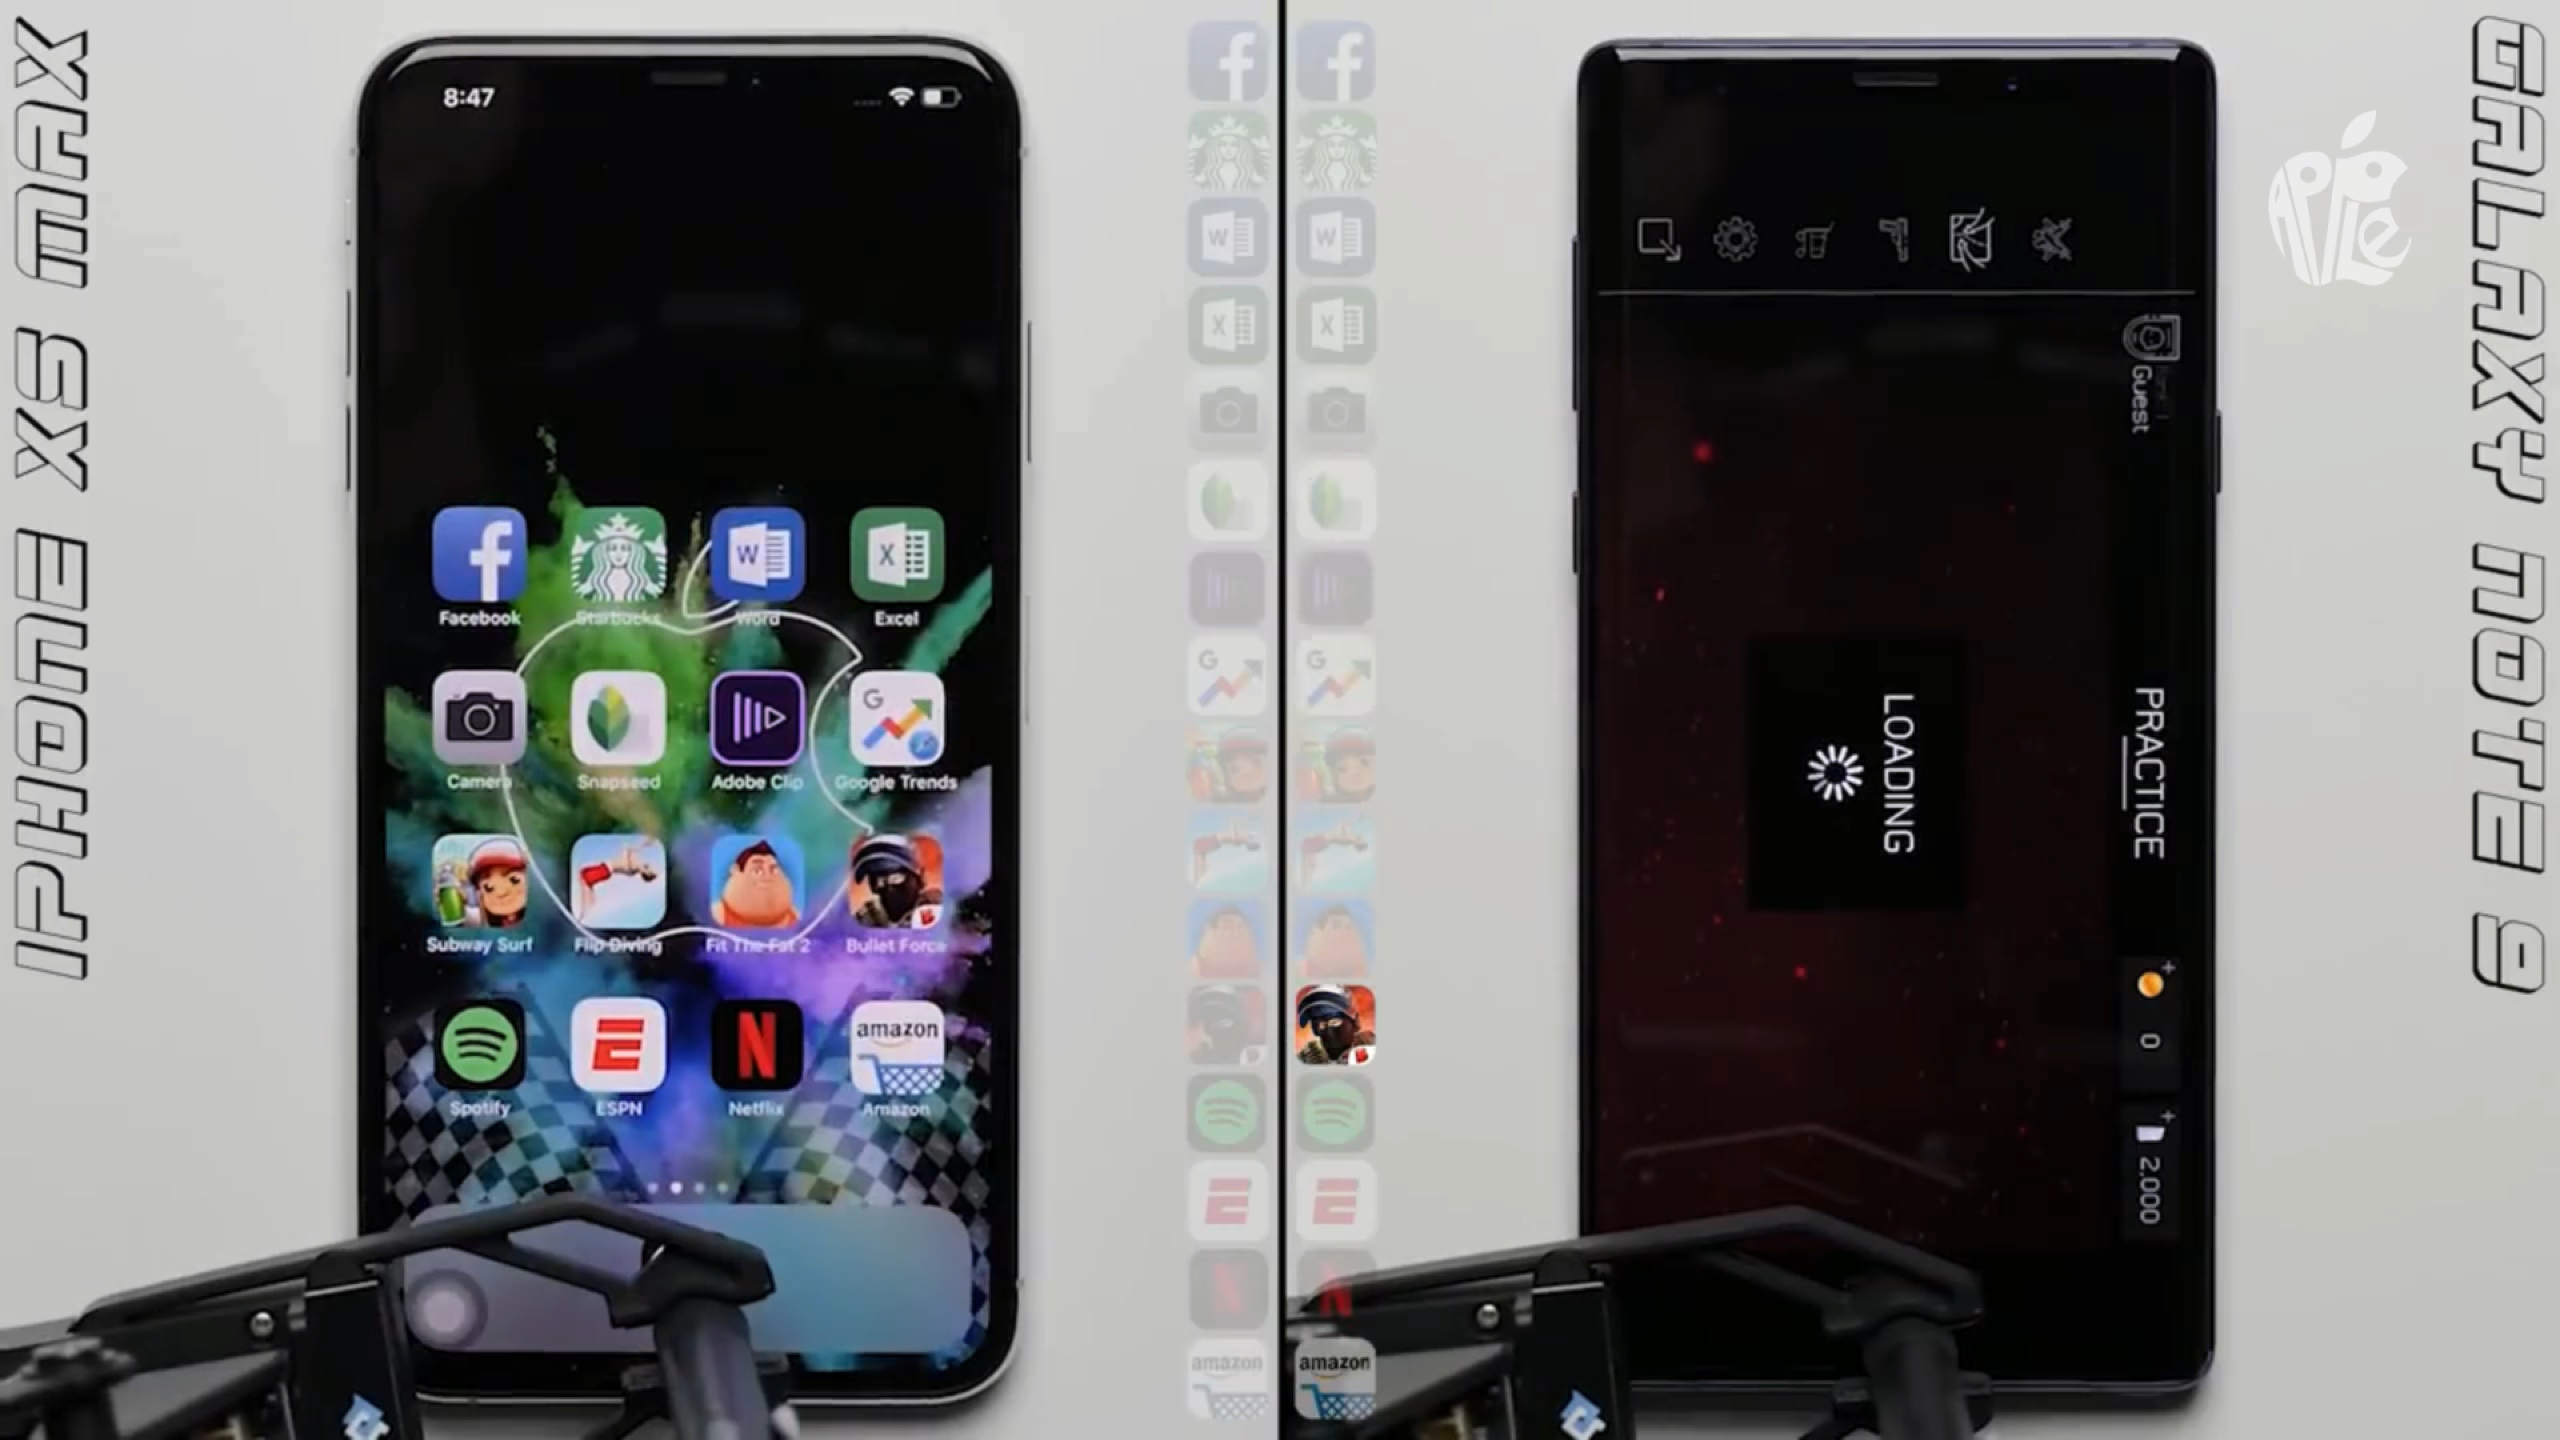 IPHONE XS MAX
8:47
Facebook
Starbucks
Word
Excel
Camera
Snapseed
Adobe Clip
Google Trends
Subway Surf
Flip Diving
Fit The Fat 2
Bullet Force
Spotify
ESPN
Netflix
amazon
Amazon
amazon
amazon
Guest
PRACTICE
LOADING
0
2.000
APPLE
GALAXY NOTE 9